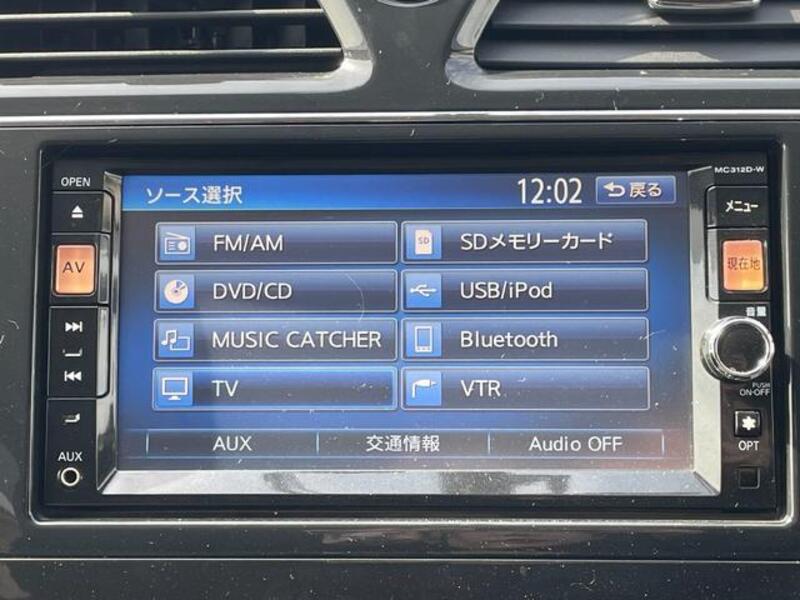 OPEN
MC312D-W
ソース選択 12:02 戻る
メニュー
AV
現在地
FM/AM SDメモリーカード
SD
DVD/CD USB/iPod
音量
MUSIC CATCHER Bluetooth
TV VTR
PUSH
ON-OFF
AUX 交通情報 Audio OFF
OPT
AUX